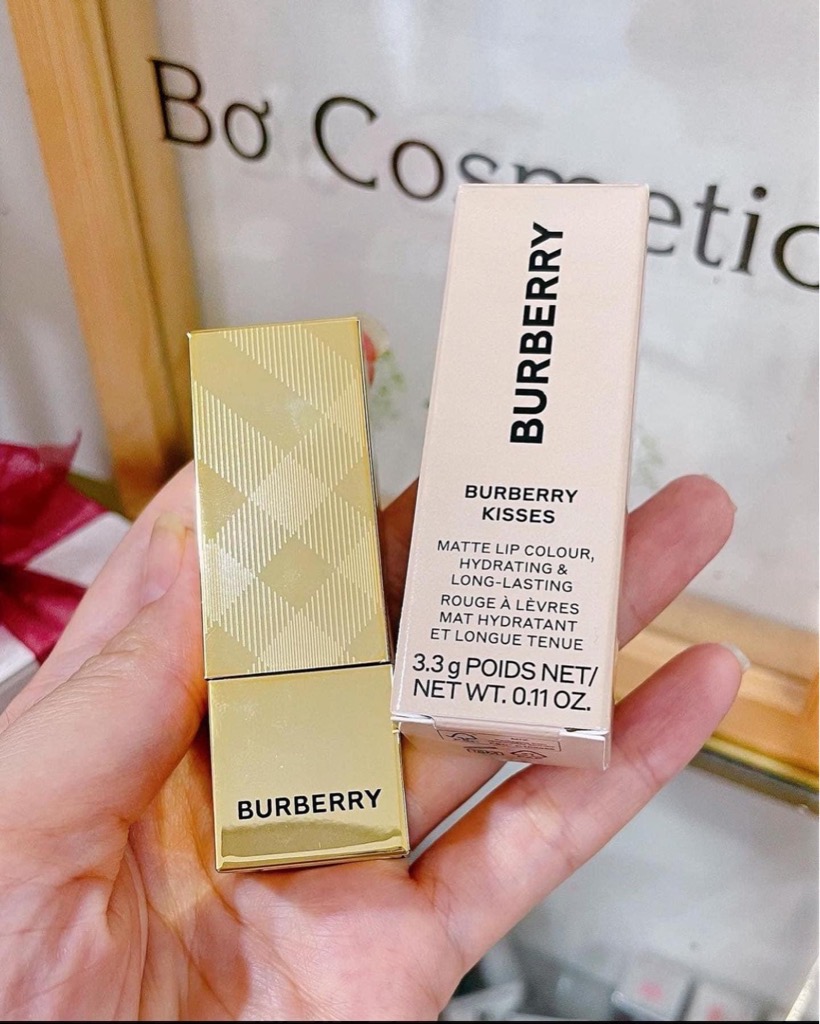 Bơ Cosmetic
BURBERRY
BURBERRY
KISSES
MATTE LIP COLOUR,
HYDRATING &
LONG-LASTING
ROUGE À LÈVRES
MAT HYDRATANT
ET LONGUE TENUE
3.3 g POIDS NET/
NET WT. 0.11 OZ.
BURBERRY